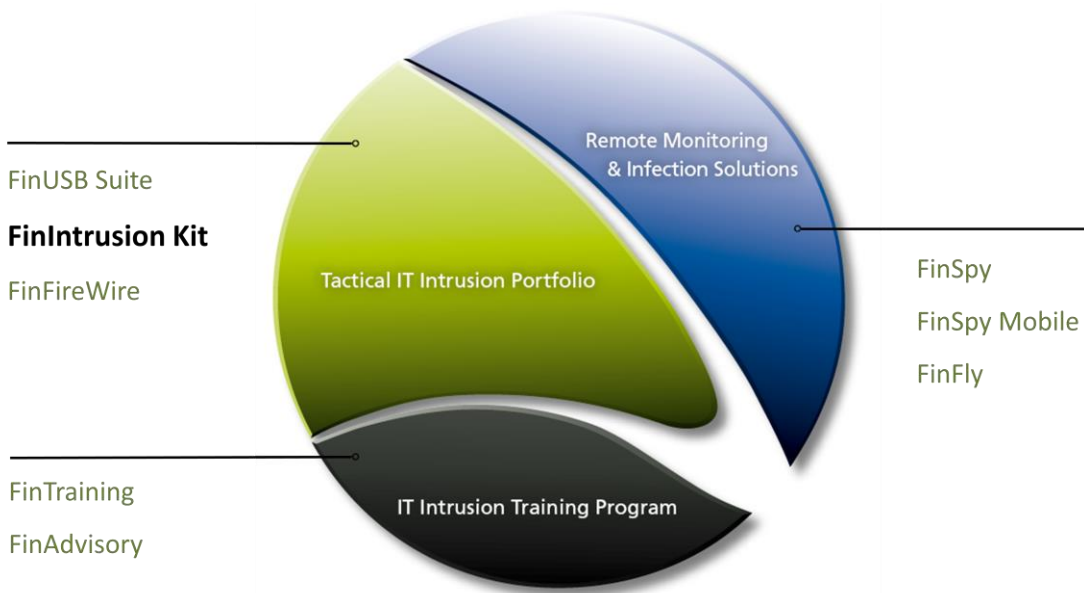 FinUSB Suite
FinIntrusion Kit
FinFireWire
Remote Monitoring
& Infection Solutions
Tactical IT Intrusion Portfolio
FinSpy
FinSpy Mobile
FinFly
FinTraining
FinAdvisory
IT Intrusion Training Program